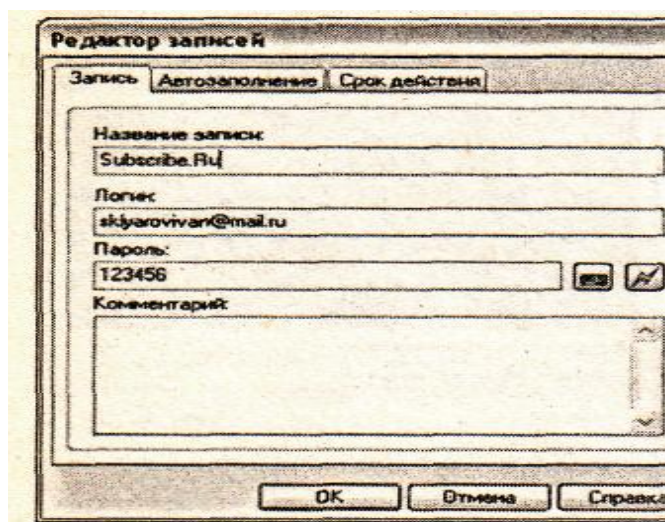 Редактор записей
Запись Автозаполнение Срок действия
Название записи:
Subscribe.Ru
Логин:
sklyarovivan@mail.ru
Пароль:
123456
Комментарий:
OK Отмена Справка